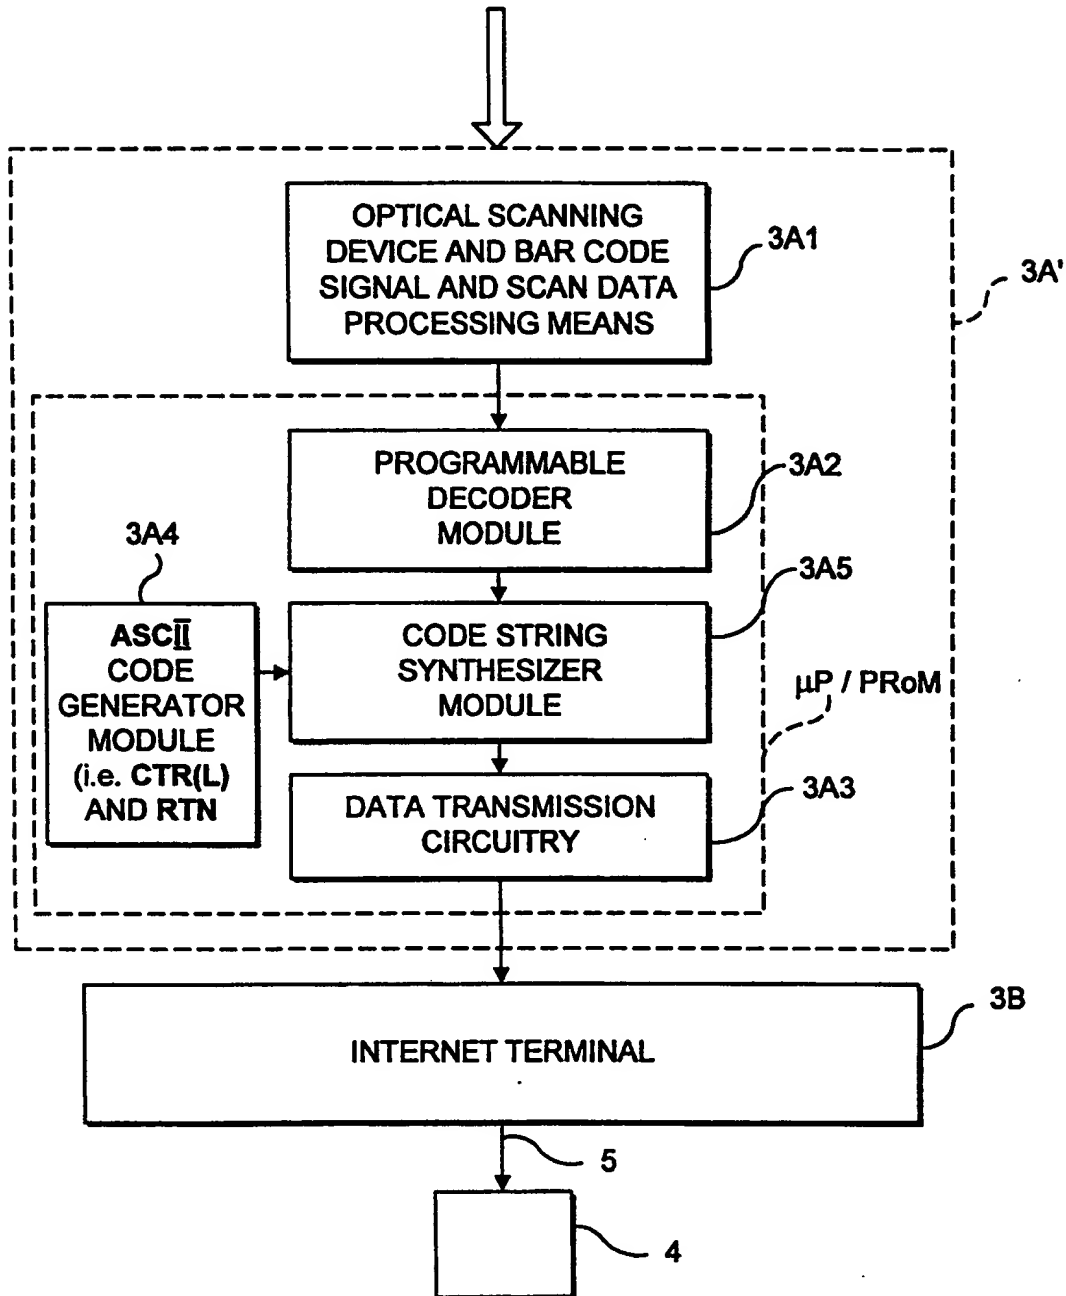 OPTICAL SCANNING
DEVICE AND BAR CODE
SIGNAL AND SCAN DATA
PROCESSING MEANS
3A1
3A'
PROGRAMMABLE
DECODER
MODULE
3A2
3A4
ASCII
CODE
GENERATOR
MODULE
(i.e. CTR(L)
AND RTN
CODE STRING
SYNTHESIZER
MODULE
3A5
μP / PRoM
DATA TRANSMISSION
CIRCUITRY
3A3
INTERNET TERMINAL
3B
5
4